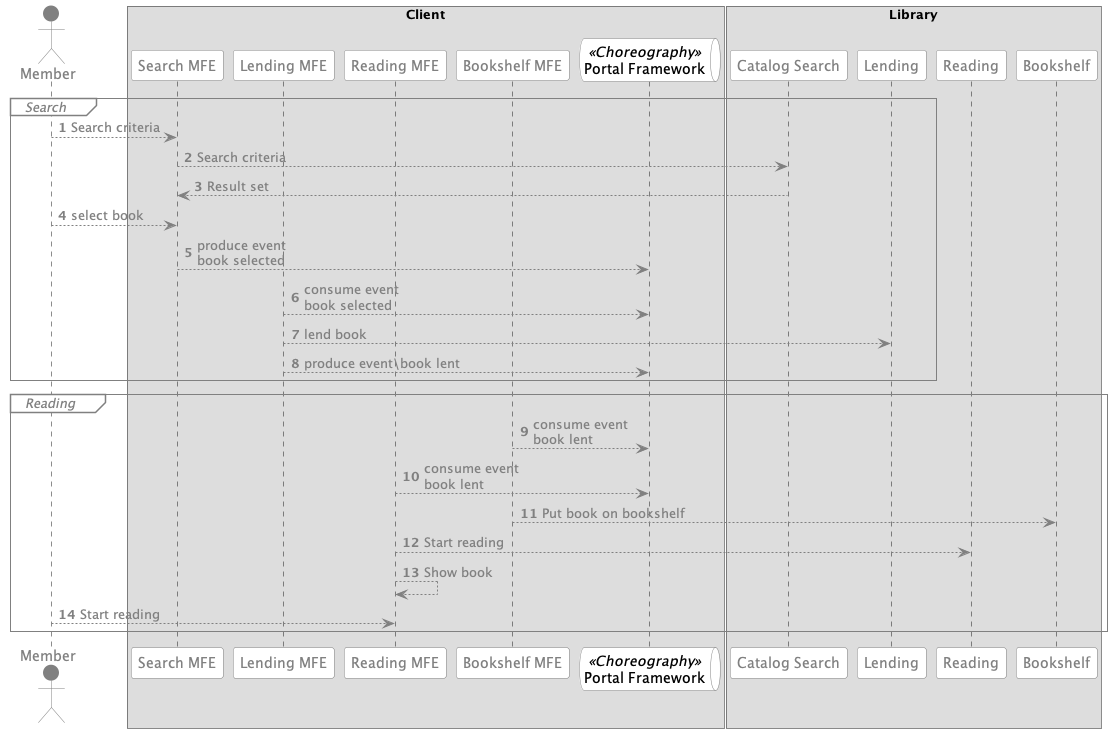 Client
Library
Member
Search MFE
Lending MFE
Reading MFE
Bookshelf MFE
«Choreography»
Portal Framework
Catalog Search
Lending
Reading
Bookshelf
Search
1 Search criteria
2 Search criteria
3 Result set
4 select book
5 produce event
book selected
6 consume event
book selected
7 lend book
8 produce event\book lent
Reading
9 consume event
book lent
10 consume event
book lent
11 Put book on bookshelf
12 Start reading
13 Show book
14 Start reading
Member
Search MFE
Lending MFE
Reading MFE
Bookshelf MFE
«Choreography»
Portal Framework
Catalog Search
Lending
Reading
Bookshelf